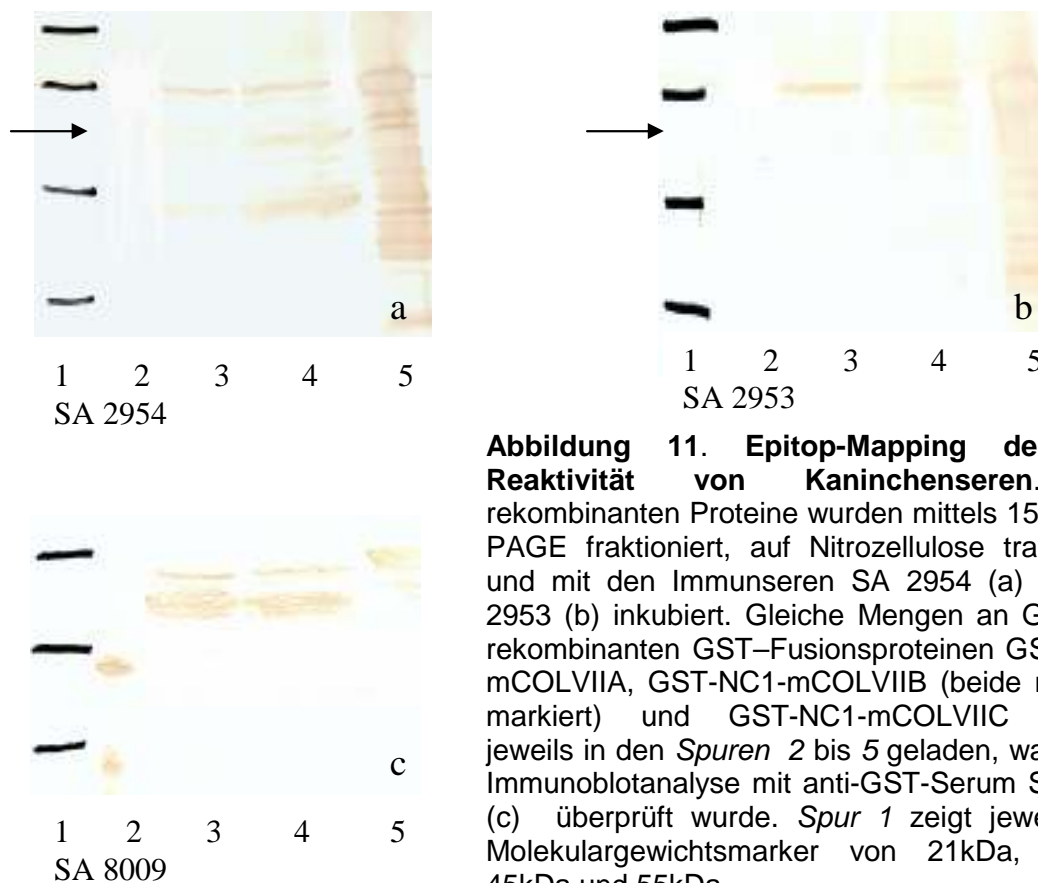 a
1 2 3 4 5
SA 2954
b
1 2 3 4 5
SA 2953
c
1 2 3 4 5
SA 8009
Abbildung 11. Epitop-Mapping de
Reaktivität von Kaninchenseren.
rekombinanten Proteine wurden mittels 15
PAGE fraktioniert, auf Nitrozellulose tra
und mit den Immunseren SA 2954 (a)
2953 (b) inkubiert. Gleiche Mengen an G
rekombinanten GST–Fusionsproteinen GS
mCOLVIIA, GST-NC1-mCOLVIIB (beide
markiert) und GST-NC1-mCOLVIIC
jeweils in den Spuren 2 bis 5 geladen, wa
Immunoblotanalyse mit anti-GST-Serum S
(c) überprüft wurde. Spur 1 zeigt jewe
Molekulargewichtsmarker von 21kDa,
45kDa und 55kDa